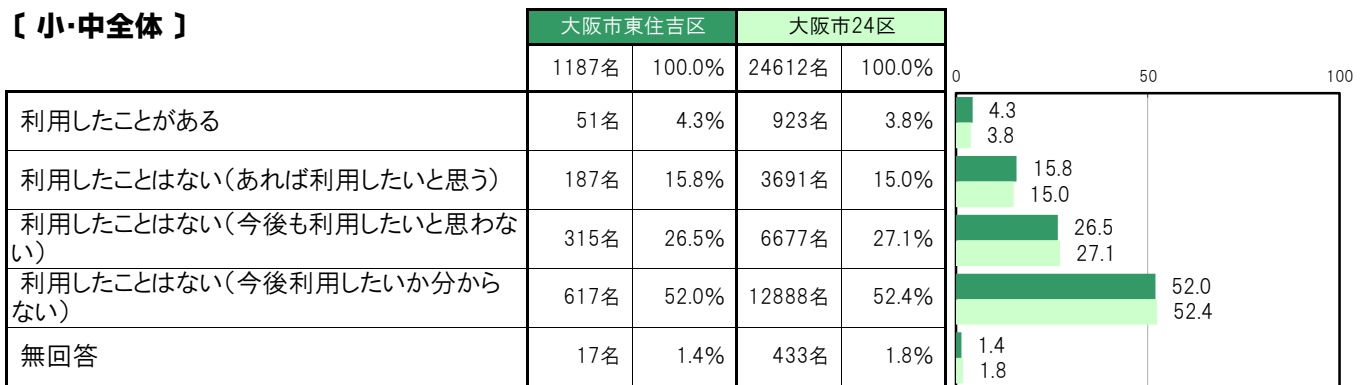 〔 小・中全体 〕
大阪市東住吉区 大阪市24区
1187名 100.0% 24612名 100.0%
0 50 100
利用したことがある 51名 4.3% 923名 3.8%
4.3
3.8
利用したことはない（あれば利用したいと思う） 187名 15.8% 3691名 15.0%
15.8
15.0
利用したことはない（今後も利用したいと思わな
い） 315名 26.5% 6677名 27.1%
26.5
27.1
利用したことはない（今後利用したいか分から
ない） 617名 52.0% 12888名 52.4%
52.0
52.4
無回答 17名 1.4% 433名 1.8%
1.4
1.8